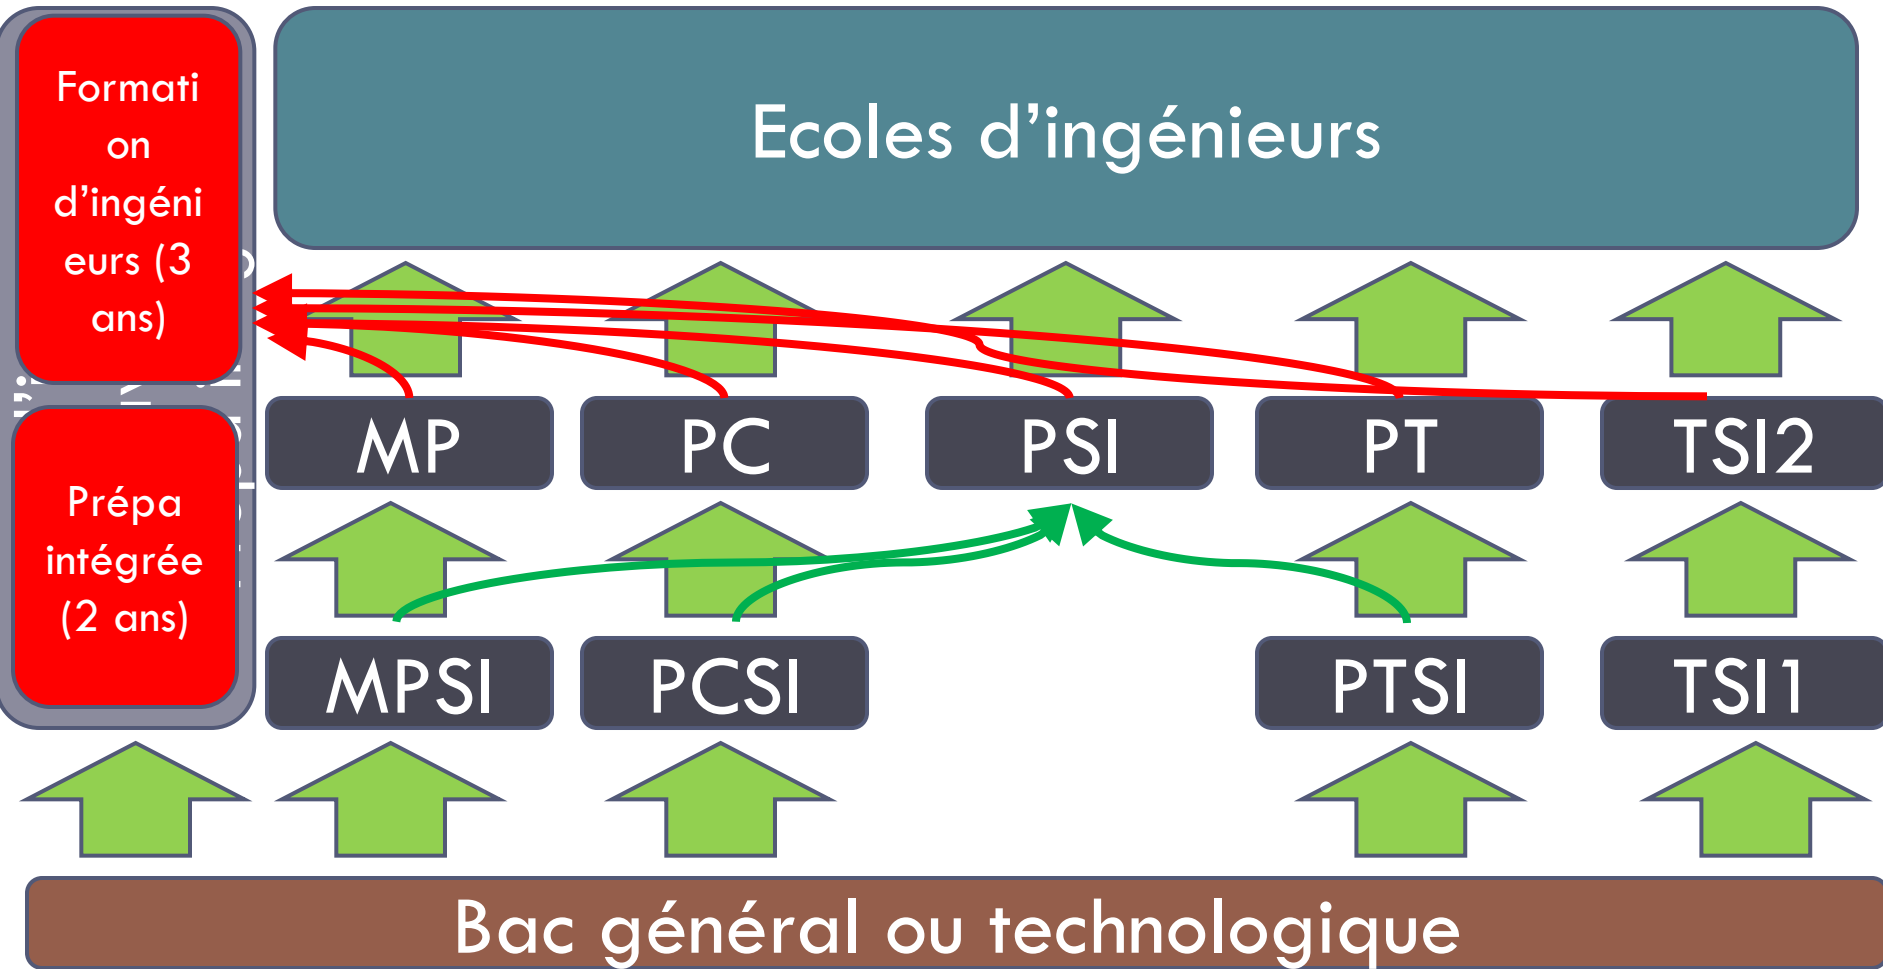 Formati
on
d’ingéni
eurs (3
ans)
Ecoles d’ingénieurs
Prépa
intégrée
(2 ans)
MP
PC
PSI
PT
TSI2
MPSI
PCSI
PTSI
TSI1
Bac général ou technologique